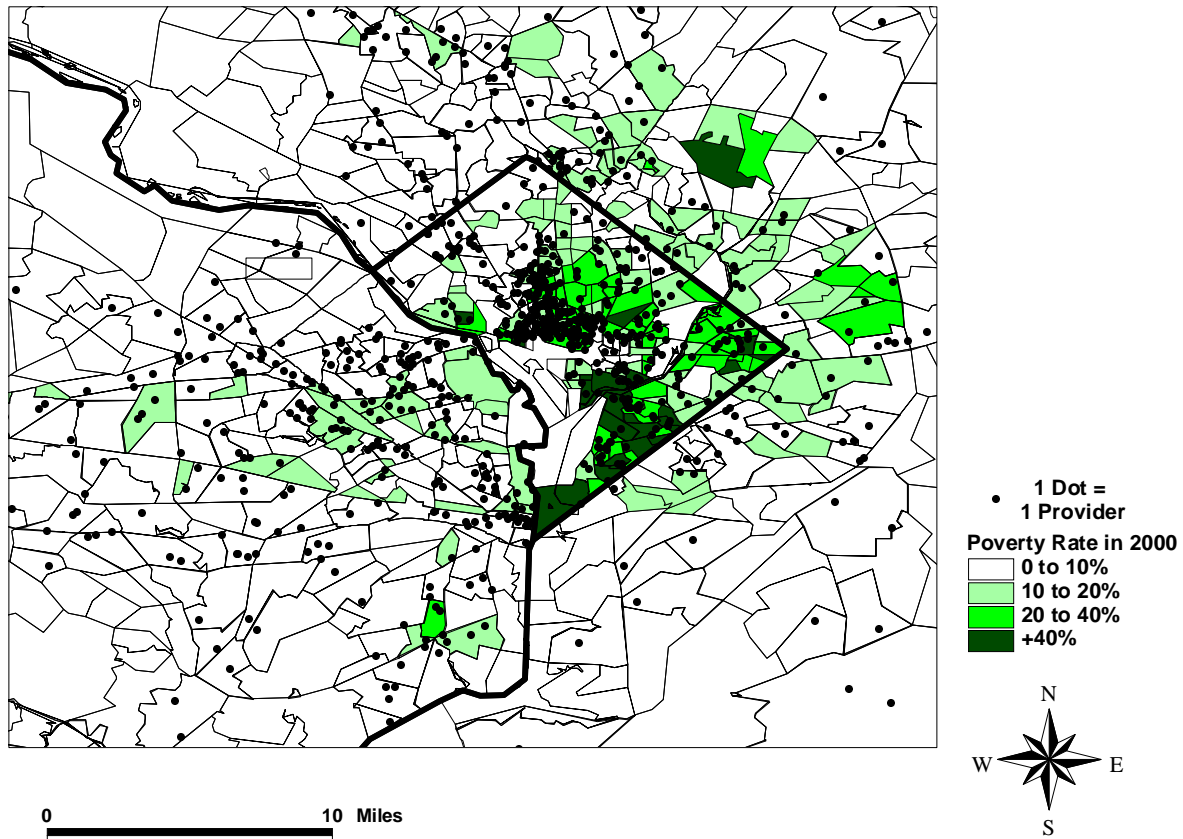 1 Dot =
1 Provider
Poverty Rate in 2000
0 to 10%
10 to 20%
20 to 40%
+40%
N
W E
S
0 10 Miles